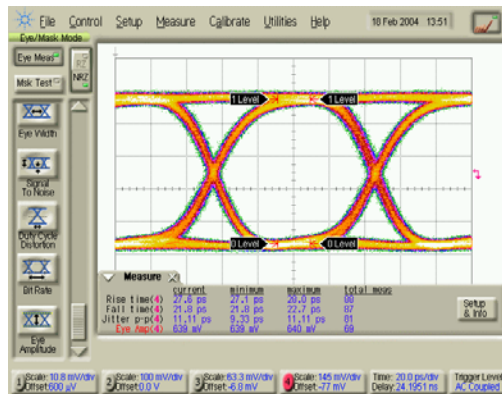 File Control Setup Measure Calibrate Utilities Help 18 Feb 2004 13:51
Eye/Mask Mode
Eye Meas
RZ
NRZ
Msk Test
Eye Width
Signal To Noise
Duty Cycle Distortion
Bit Rate
Eye Amplitude
1 Level 1 Level
0 Level 0 Level
Measure
current minimum maximum total meas
Rise time(4) 27.6 ps 27.1 ps 28.0 ps 88
Fall time(4) 21.8 ps 21.8 ps 22.7 ps 87
Jitter p-p(4) 11.11 ps 9.33 ps 11.11 ps 81
Eye Amp(4) 639 mV 639 mV 640 mV 69
Setup & Info
1 Scale: 10.8 mV/div Offset:600 µV
2 Scale: 100 mV/div Offset:0.0 V
3 Scale:63.3 mV/div Offset:-6.8 mV
4 Scale:145 mV/div Offset:-77 mV
Time: 20.0 ps/div Delay:24.1951 ns
Trigger Level AC Coupled